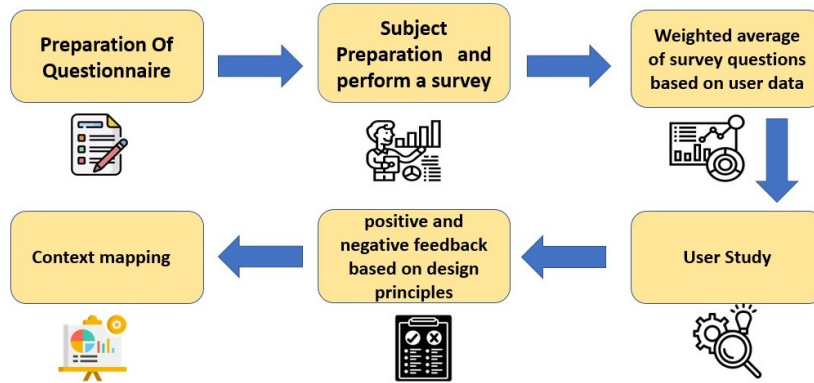 Preparation Of
Questionnaire
Subject
Preparation and
perform a survey
Weighted average
of survey questions
based on user data
User Study
positive and
negative feedback
based on design
principles
Context mapping